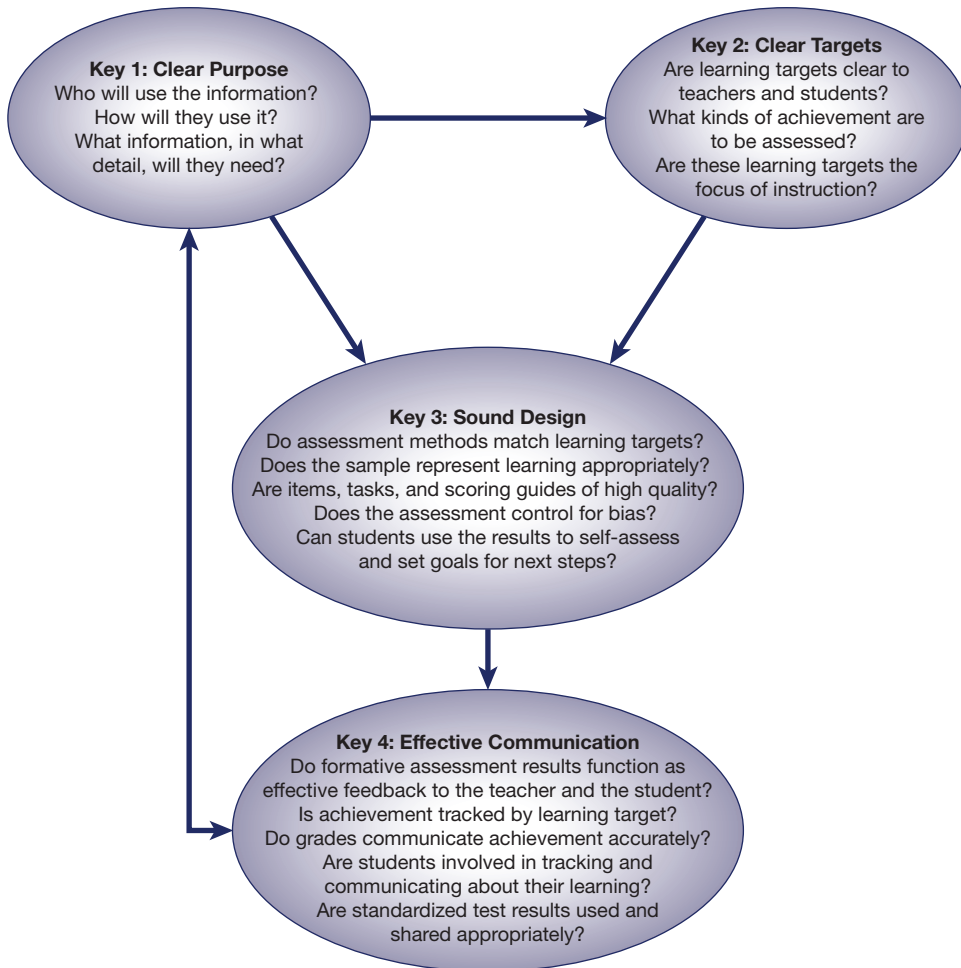 Key 1: Clear Purpose
Who will use the information?
How will they use it?
What information, in what
detail, will they need?
Key 2: Clear Targets
Are learning targets clear to
teachers and students?
What kinds of achievement are
to be assessed?
Are these learning targets the
focus of instruction?
Key 3: Sound Design
Do assessment methods match learning targets?
Does the sample represent learning appropriately?
Are items, tasks, and scoring guides of high quality?
Does the assessment control for bias?
Can students use the results to self-assess
and set goals for next steps?
Key 4: Effective Communication
Do formative assessment results function as
effective feedback to the teacher and the student?
Is achievement tracked by learning target?
Do grades communicate achievement accurately?
Are students involved in tracking and
communicating about their learning?
Are standardized test results used and
shared appropriately?